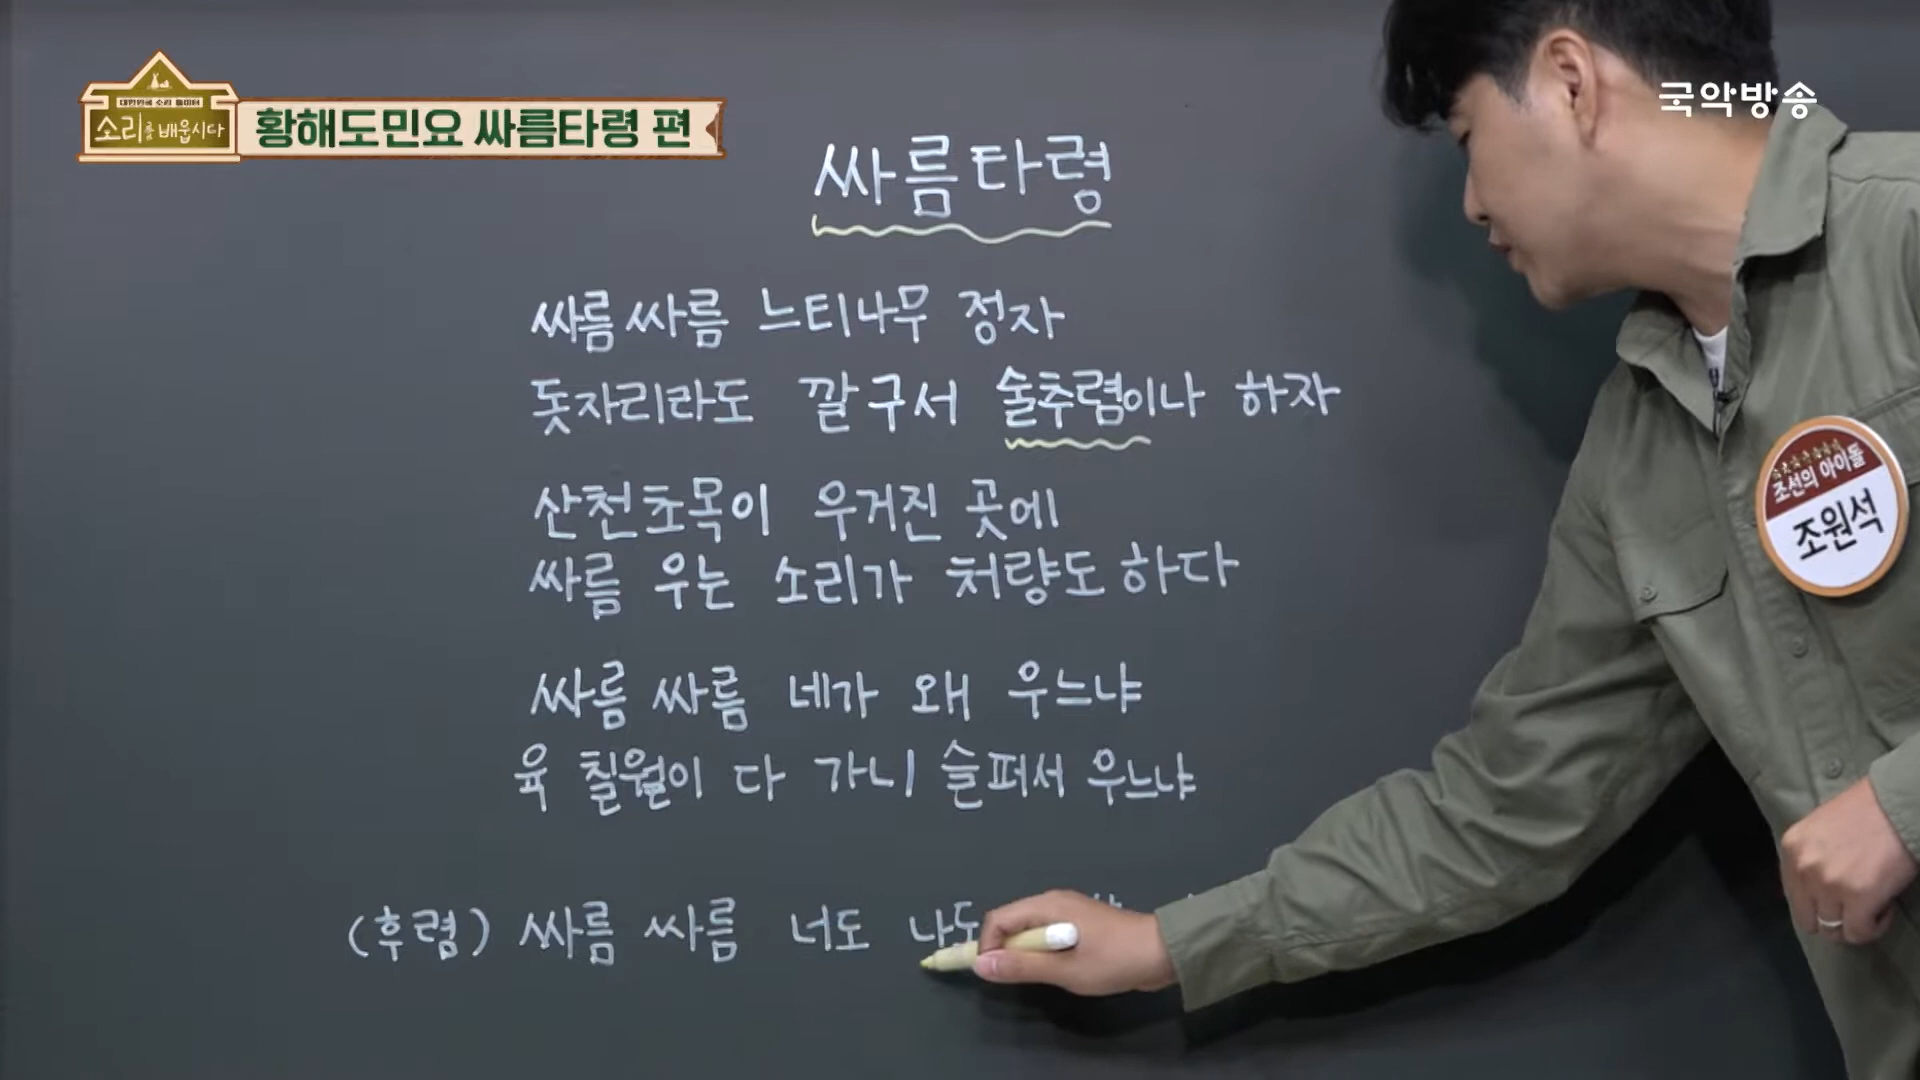 소리를 배웁시다
황해도민요 싸름타령 편
국악방송
싸름타령
싸름싸름 느티나무 정자
돗자리라도 깔구서 술추렴이나 하자
산천초목이 우거진 곳에
싸름 우는 소리가 처량도하다
싸름 싸름 네가 왜 우느냐
육 칠월이 다 가니 슬퍼서 우느냐
(후렴) 싸름 싸름 너도 나도
조선의 아이돌
조원석